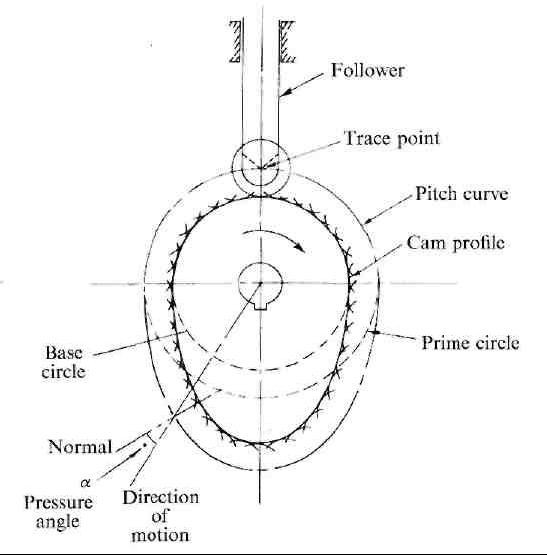 Follower
Trace point
Pitch curve
Cam profile
Prime circle
Base
circle
Normal
α
Pressure
angle
Direction
of
motion